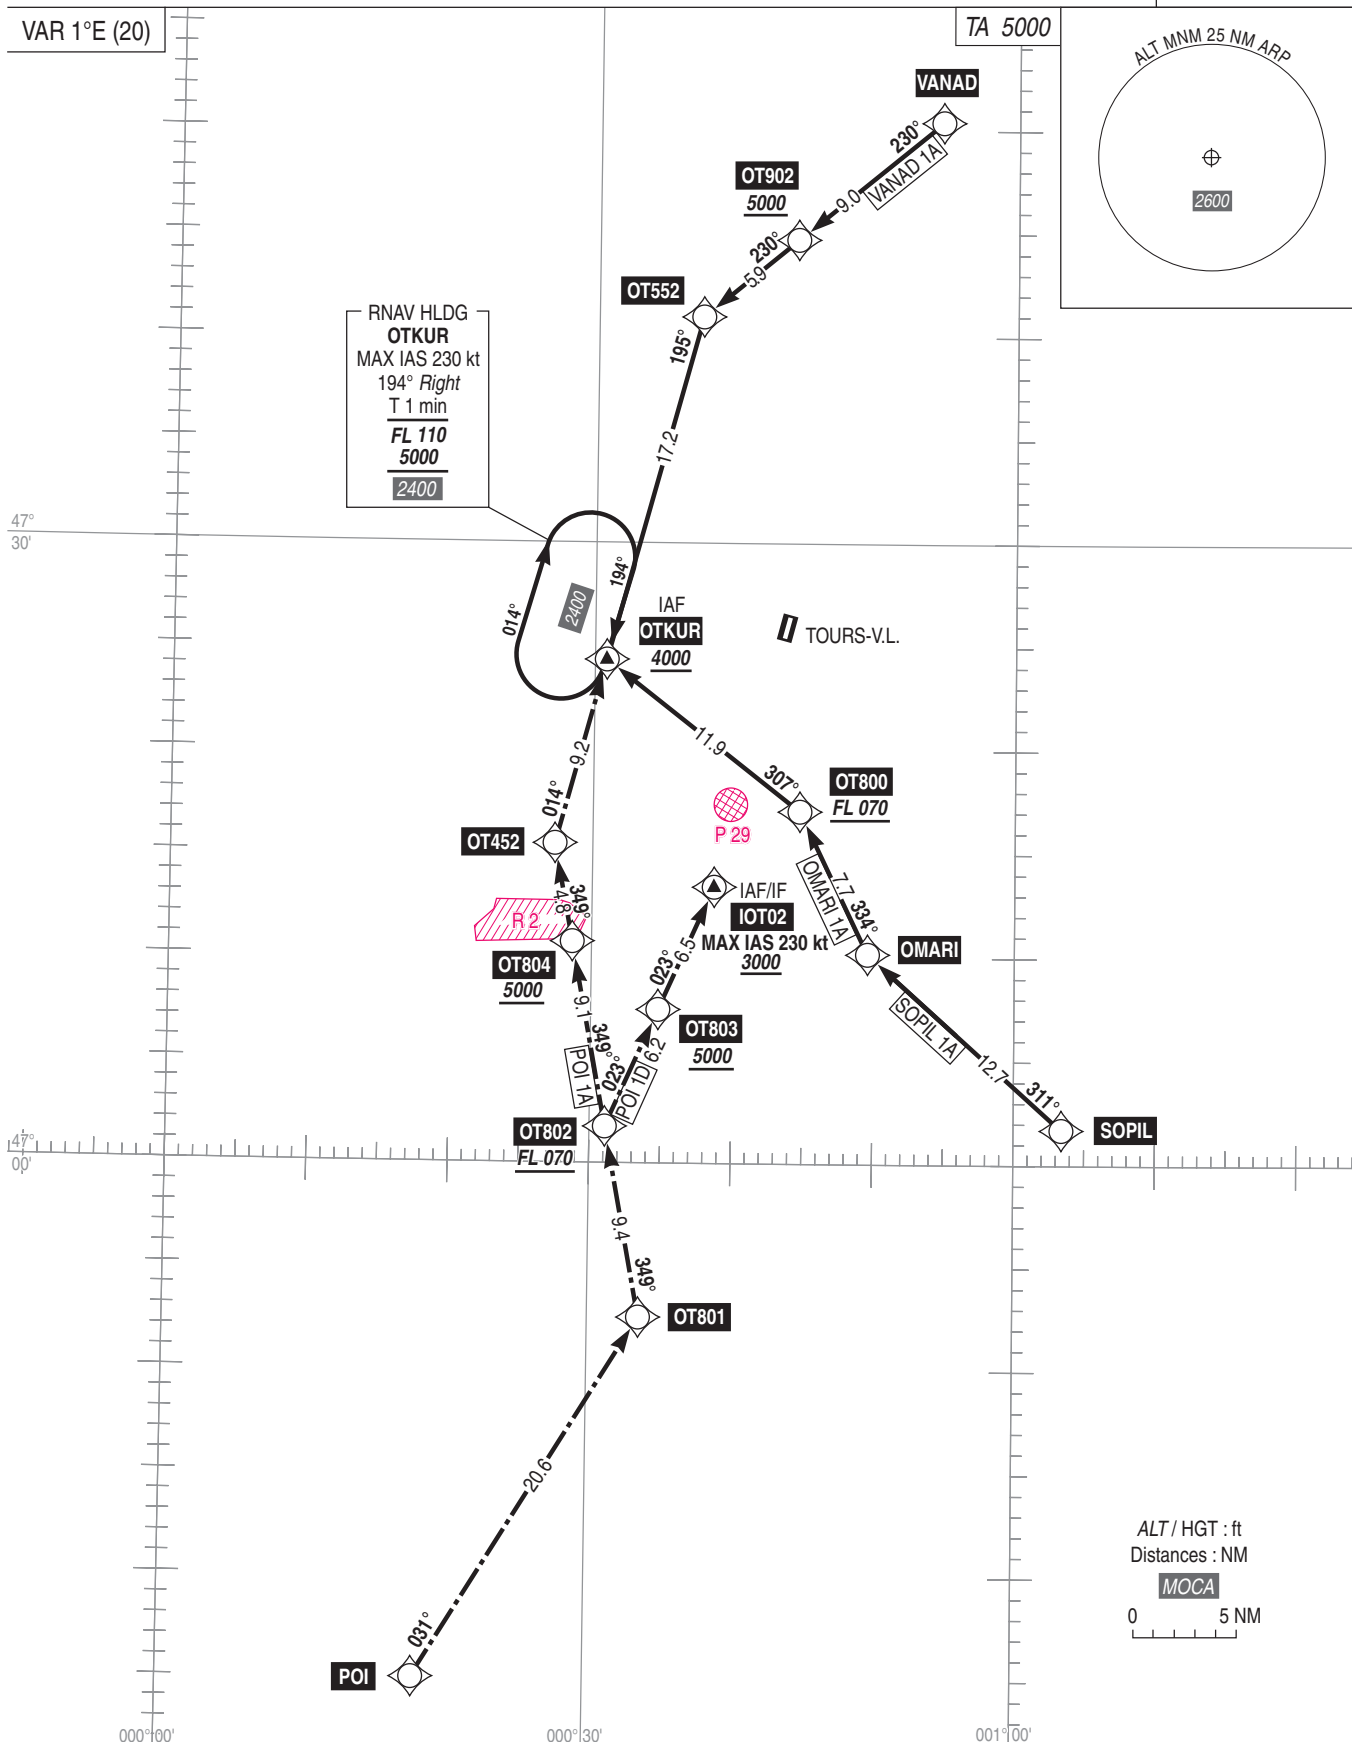 VAR 1°E (20)
TA 5000
ALT MNM 25 NM ARP
2600
VANAD
230°
VANAD 1A
9.0
OT902
5000
230°
5.9
OT552
195°
17.2
RNAV HLDG
OTKUR
MAX IAS 230 kt
194° Right
T 1 min
FL 110
5000
2400
47°
30'
194°
014°
2400
IAF
OTKUR
4000
TOURS-V.L.
9.2
11.9
014°
307°
OT800
FL 070
P 29
OT452
OMARI 1A
7.7
334°
349°
4.8
R 2
IAF/IF
IOT02
MAX IAS 230 kt
3000
OMARI
OT804
5000
023°
6.5
SOPIL 1A
9.1
OT803
5000
349°
POI 1A
023°
POI 1D
6.2
12.7
311°
SOPIL
OT802
FL 070
47°
00'
9.4
349°
OT801
20.6
031°
POI
ALT / HGT : ft
Distances : NM
MOCA
0 5 NM
000°00'
000°30'
001°00'